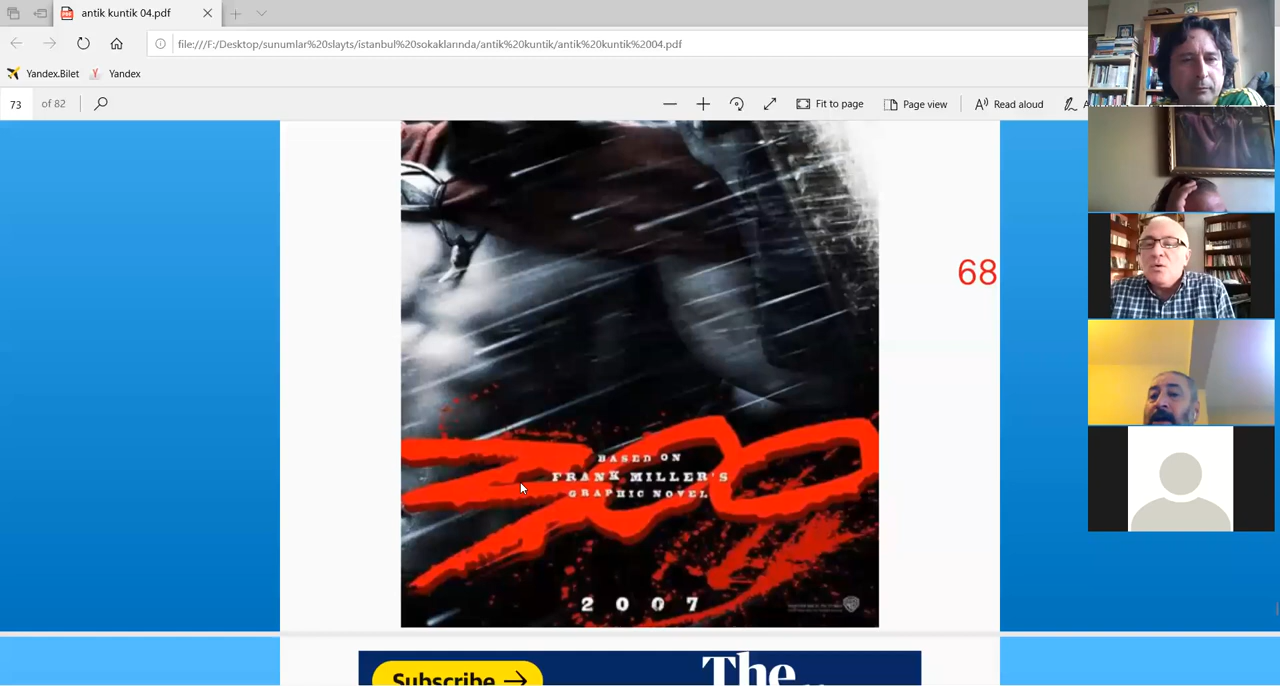 antik kuntik 04.pdf
file:///F:/Desktop/sunumlar%20slayts/istanbul%20sokaklarında/antik%20kuntik/antik%20kuntik%2004.pdf
Yandex.Bilet
Yandex
73
of 82
Fit to page
Page view
Read aloud
68
300
BASED ON
FRANK MILLER'S
GRAPHIC NOVEL
2007
Subscribe →
The